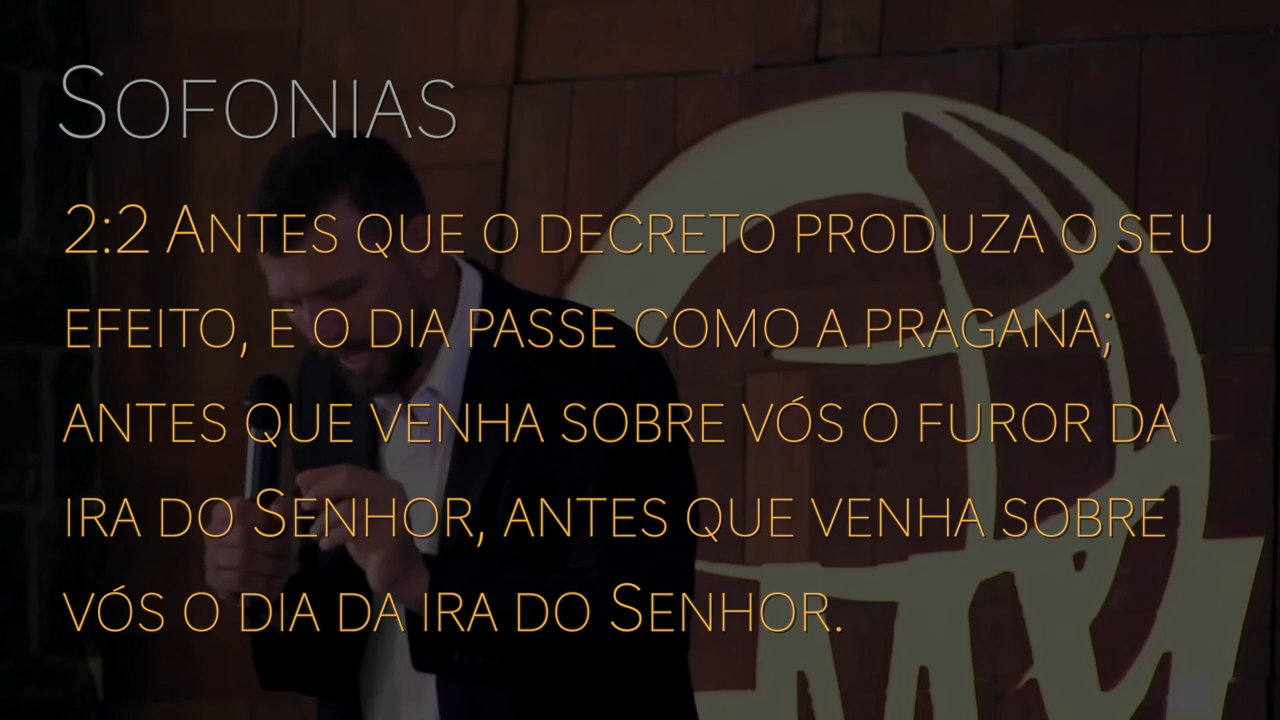 Sofonias
2:2 Antes que o decreto produza o seu
efeito, e o dia passe como a pragana;
antes que venha sobre vós o furor da
ira do Senhor, antes que venha sobre
vós o dia da ira do Senhor.